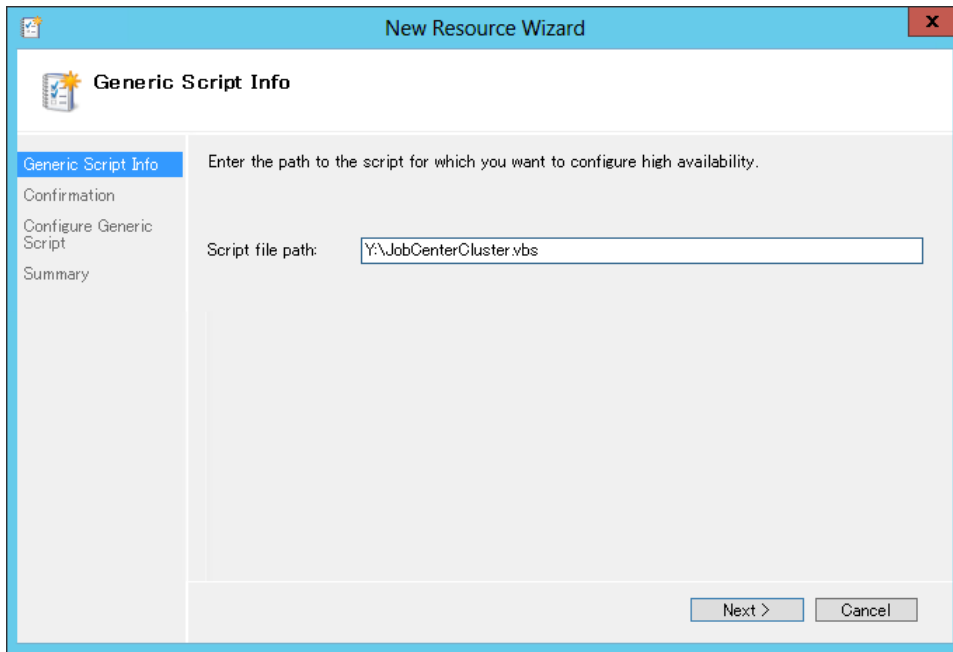 New Resource Wizard
x
Generic Script Info
Generic Script Info
Confirmation
Configure Generic
Script
Summary
Enter the path to the script for which you want to configure high availability.
Script file path:
Y:\JobCenterCluster.vbs
Next >
Cancel